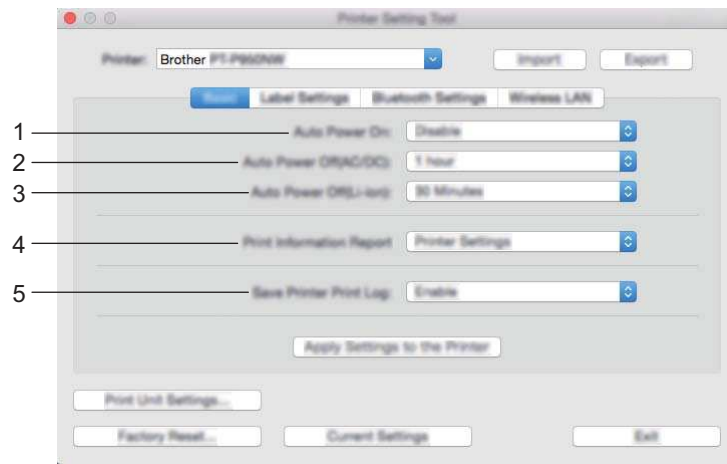 Printer Setting Tool
Printer: Brother PT-P950NW Import Export
Label Settings Bluetooth Settings Wireless LAN
1 Auto Power On: Disable
2 Auto Power Off(AC/DC): 1 hour
3 Auto Power Off(Li-ion): 30 Minutes
4 Print Information Report Printer Settings
5 Save Printer Print Log: Enable
Apply Settings to the Printer
Print Unit Settings...
Factory Reset... Current Settings Exit